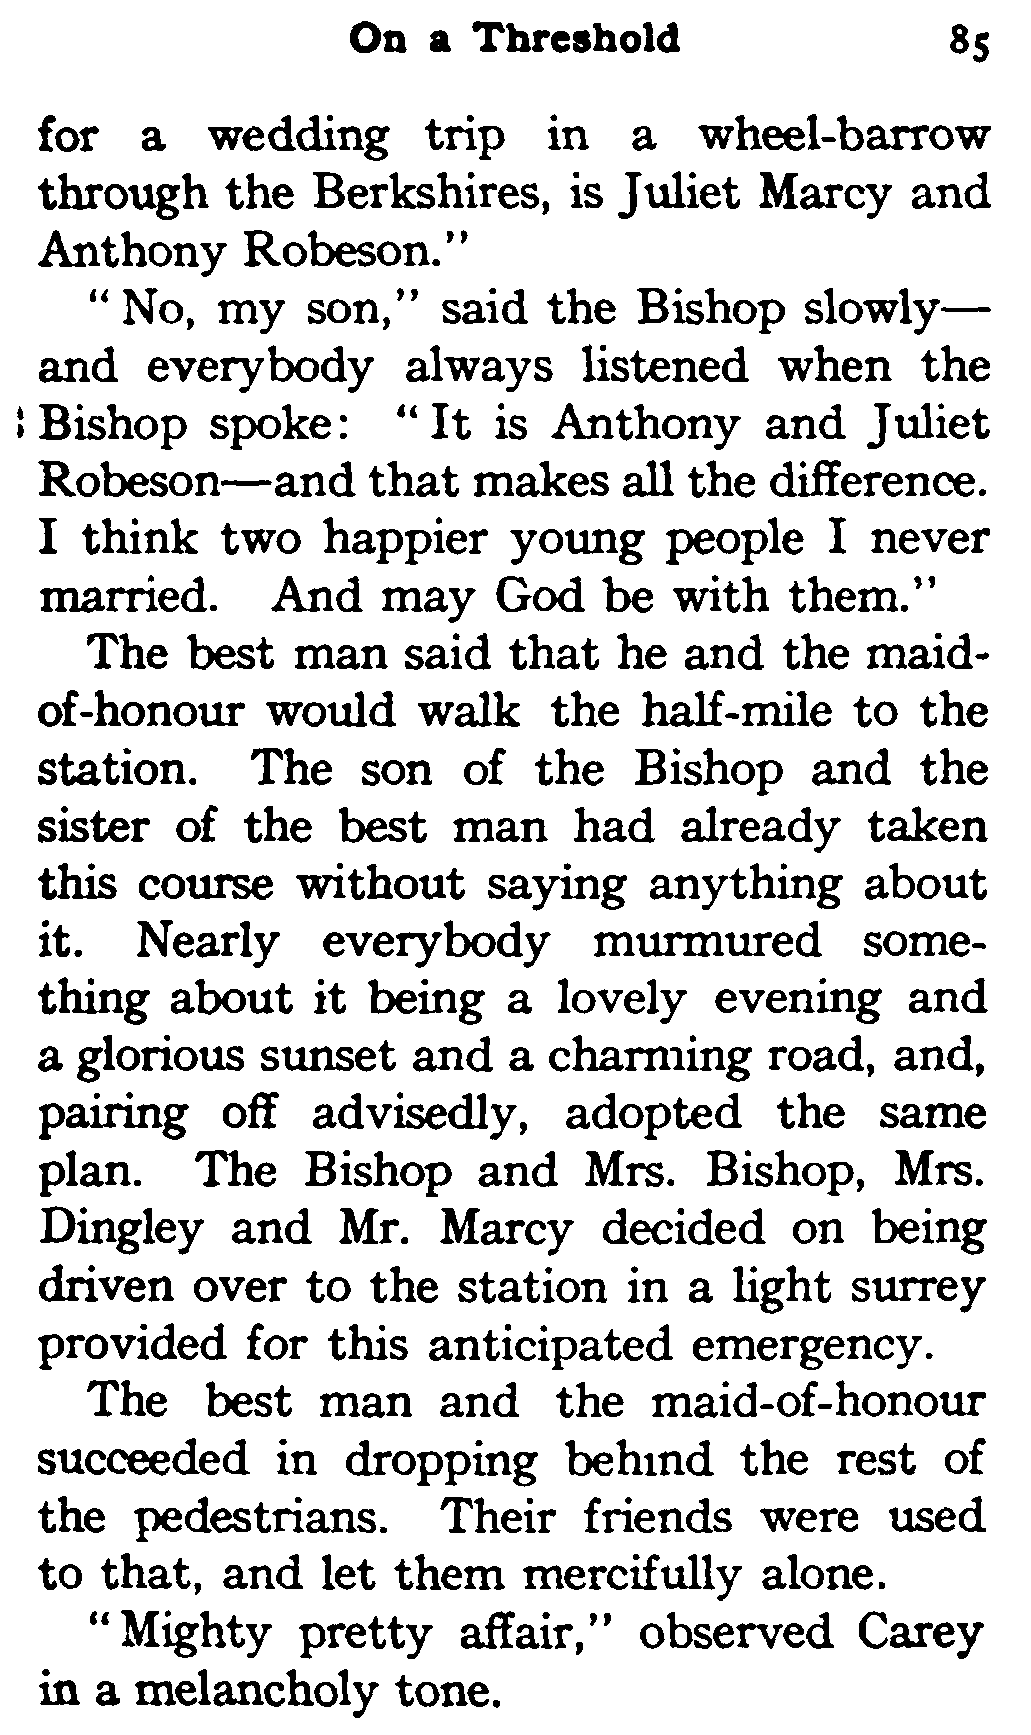 On a Threshold 85
for a wedding trip in a wheel-barrow
through the Berkshires, is Juliet Marcy and
Anthony Robeson."
"No, my son," said the Bishop slowly—
and everybody always listened when the
Bishop spoke: "It is Anthony and Juliet
Robeson—and that makes all the difference.
I think two happier young people I never
married. And may God be with them."
The best man said that he and the maid-
of-honour would walk the half-mile to the
station. The son of the Bishop and the
sister of the best man had already taken
this course without saying anything about
it. Nearly everybody murmured some-
thing about it being a lovely evening and
a glorious sunset and a charming road, and,
pairing off advisedly, adopted the same
plan. The Bishop and Mrs. Bishop, Mrs.
Dingley and Mr. Marcy decided on being
driven over to the station in a light surrey
provided for this anticipated emergency.
The best man and the maid-of-honour
succeeded in dropping behind the rest of
the pedestrians. Their friends were used
to that, and let them mercifully alone.
"Mighty pretty affair," observed Carey
in a melancholy tone.